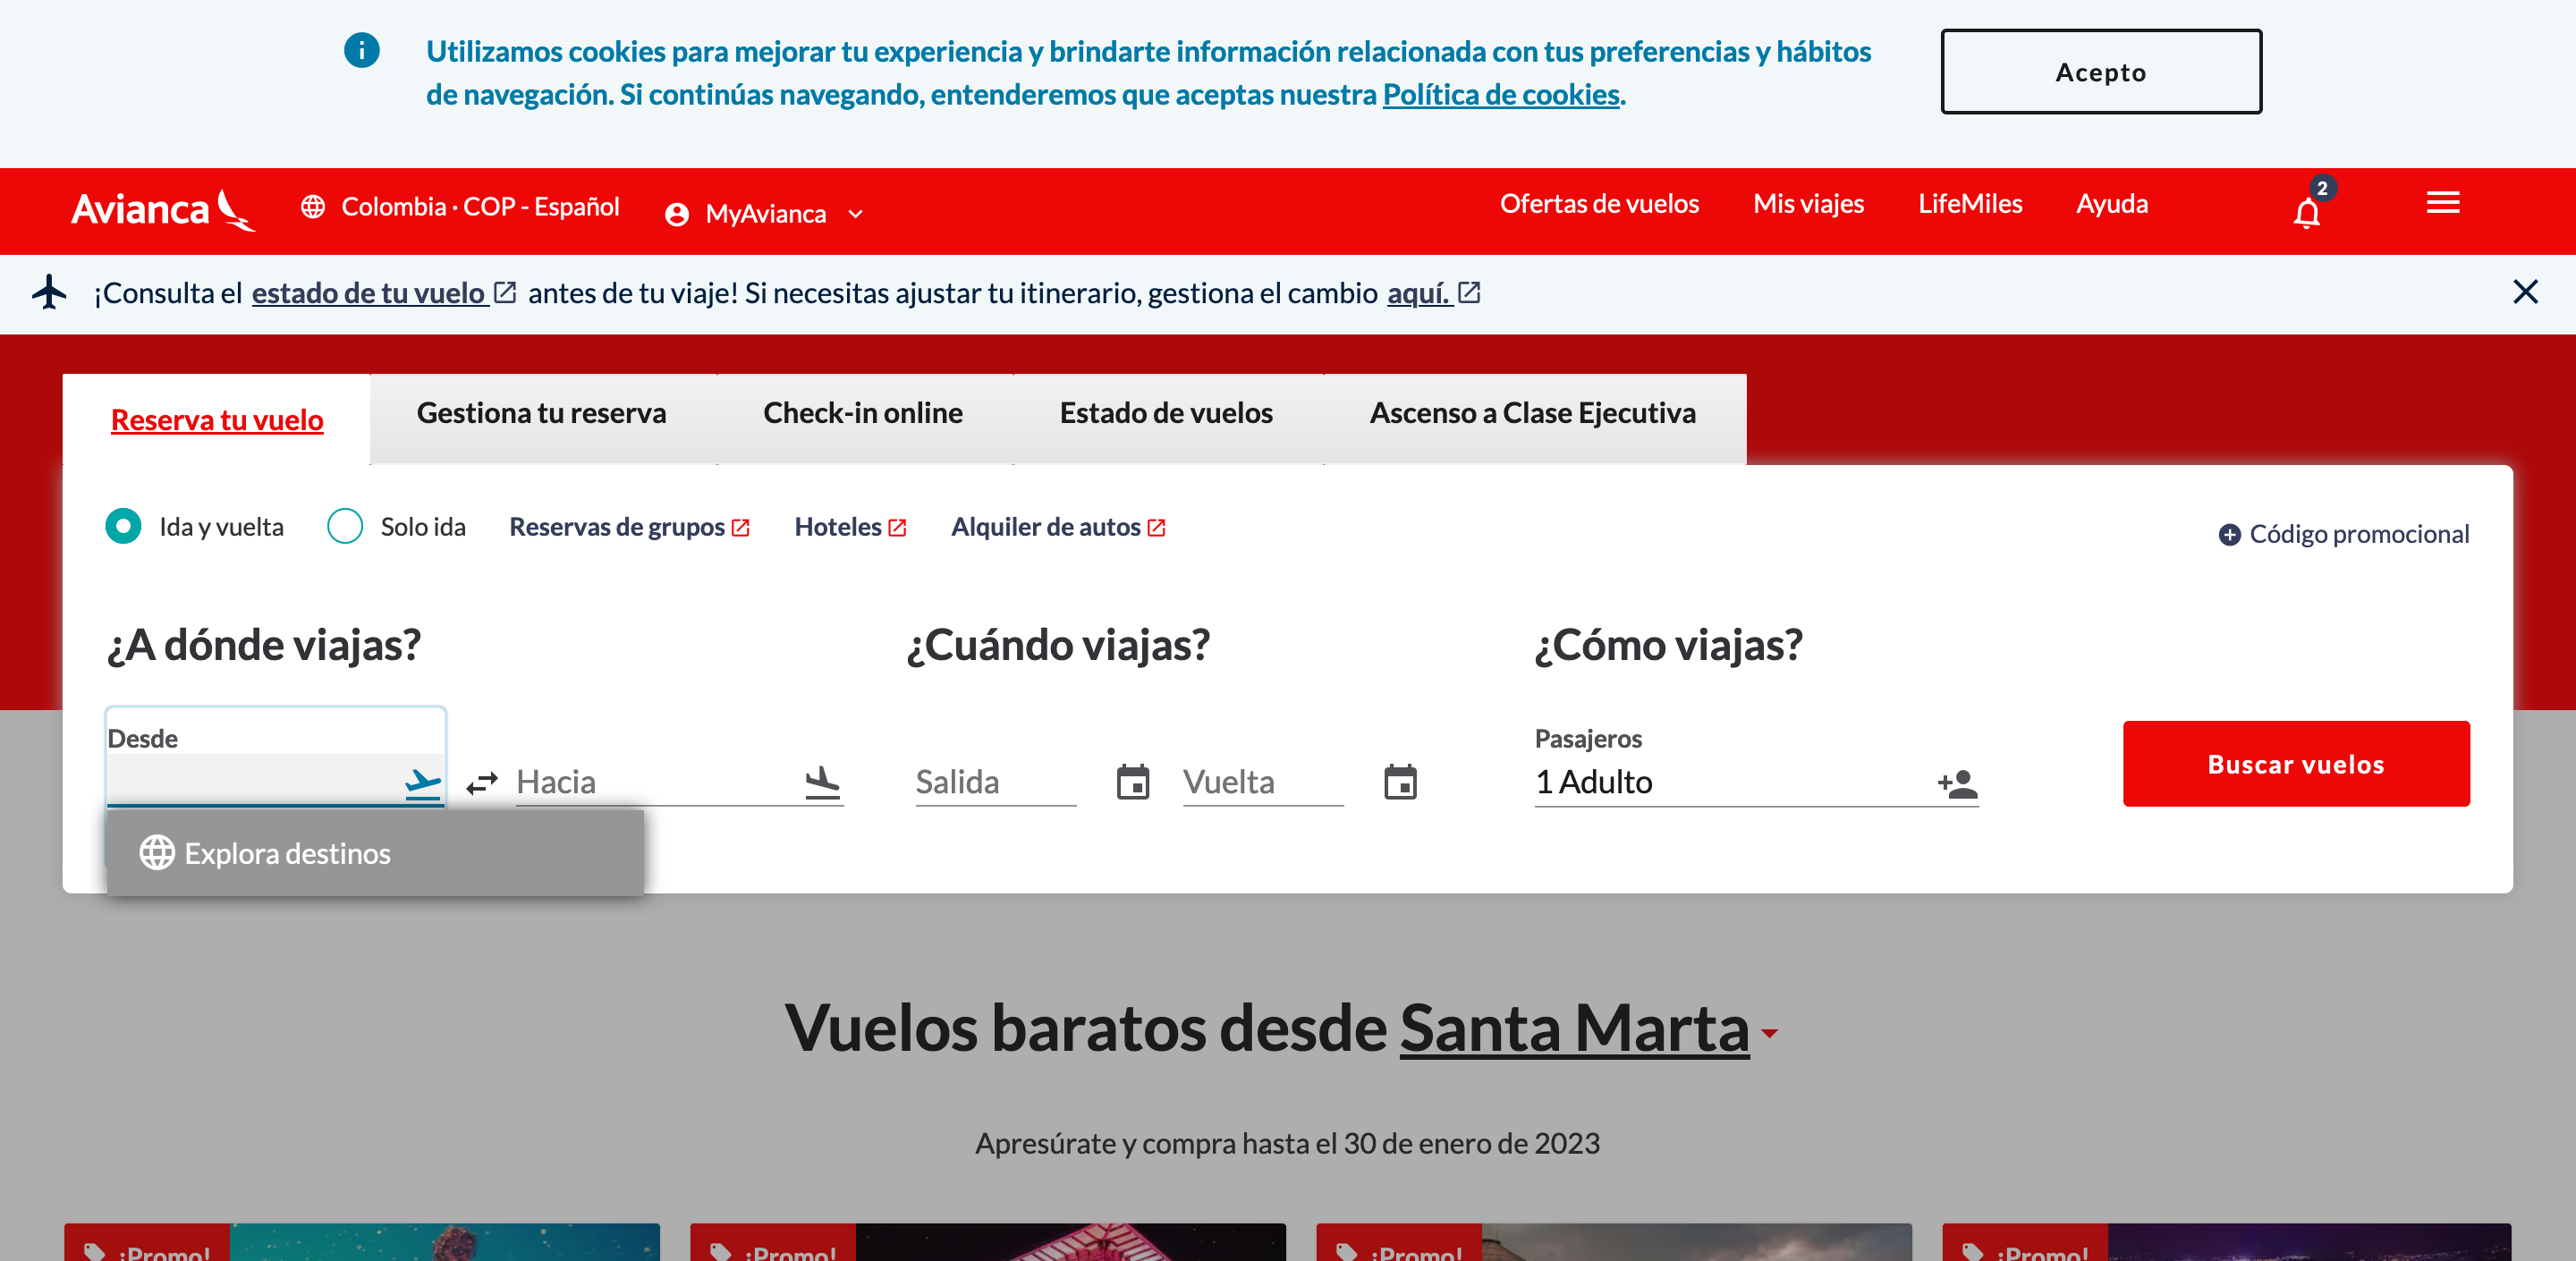 Utilizamos cookies para mejorar tu experiencia y brindarte información relacionada con tus preferencias y hábitos
de navegación. Si continúas navegando, entenderemos que aceptas nuestra Política de cookies.
Acepto
Avianca
Colombia · COP - Español
MyAvianca
Ofertas de vuelos
Mis viajes
LifeMiles
Ayuda
2
¡Consulta el estado de tu vuelo antes de tu viaje! Si necesitas ajustar tu itinerario, gestiona el cambio aquí.
Reserva tu vuelo
Gestiona tu reserva
Check-in online
Estado de vuelos
Ascenso a Clase Ejecutiva
Ida y vuelta
Solo ida
Reservas de grupos
Hoteles
Alquiler de autos
Código promocional
¿A dónde viajas?
¿Cuándo viajas?
¿Cómo viajas?
Desde
Hacia
Salida
Vuelta
Pasajeros
1 Adulto
Buscar vuelos
Explora destinos
Vuelos baratos desde Santa Marta
Apresúrate y compra hasta el 30 de enero de 2023
¡Promo!
¡Promo!
¡Promo!
¡Promo!